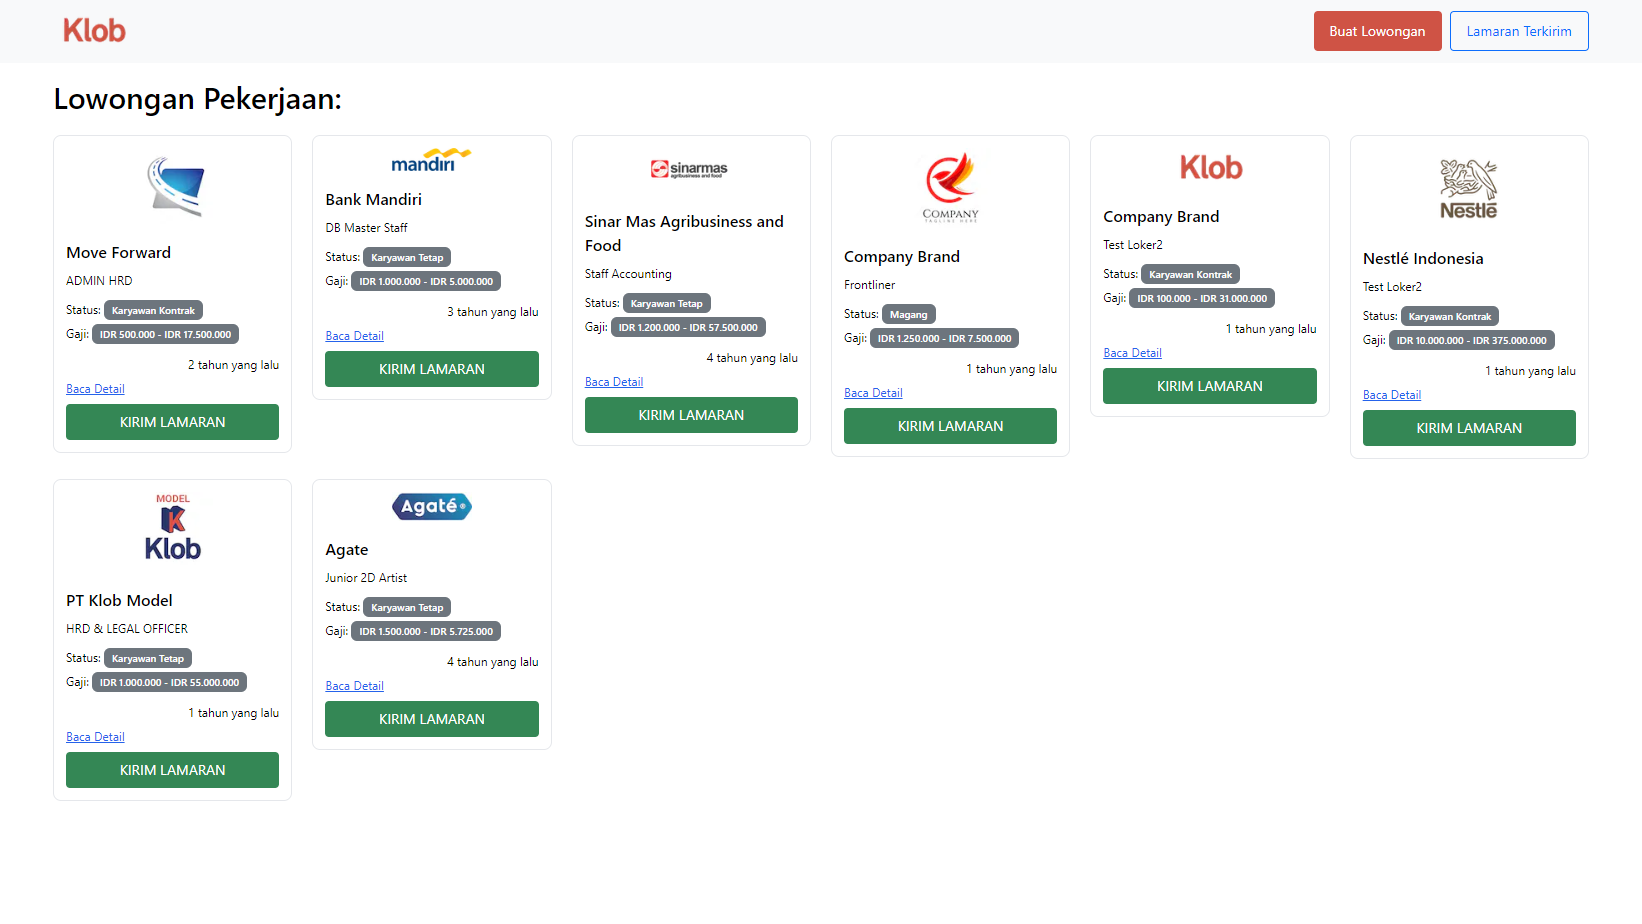 Klob
Buat Lowongan
Lamaran Terkirim
Lowongan Pekerjaan:
Move Forward
ADMIN HRD
Status: Karyawan Kontrak
Gaji: IDR 500.000 - IDR 17.500.000
2 tahun yang lalu
Baca Detail
KIRIM LAMARAN
mandiri
Bank Mandiri
DB Master Staff
Status: Karyawan Tetap
Gaji: IDR 1.000.000 - IDR 5.000.000
3 tahun yang lalu
Baca Detail
KIRIM LAMARAN
sinarmas
agribusiness and food
Sinar Mas Agribusiness and
Food
Staff Accounting
Status: Karyawan Tetap
Gaji: IDR 1.200.000 - IDR 57.500.000
4 tahun yang lalu
Baca Detail
KIRIM LAMARAN
COMPANY
TAGLINE HERE
Company Brand
Frontliner
Status: Magang
Gaji: IDR 1.250.000 - IDR 7.500.000
1 tahun yang lalu
Baca Detail
KIRIM LAMARAN
Klob
Company Brand
Test Loker2
Status: Karyawan Kontrak
Gaji: IDR 100.000 - IDR 31.000.000
1 tahun yang lalu
Baca Detail
KIRIM LAMARAN
Nestlé
Nestlé Indonesia
Test Loker2
Status: Karyawan Kontrak
Gaji: IDR 10.000.000 - IDR 375.000.000
1 tahun yang lalu
Baca Detail
KIRIM LAMARAN
MODEL
K
Klob
PT Klob Model
HRD & LEGAL OFFICER
Status: Karyawan Tetap
Gaji: IDR 1.000.000 - IDR 55.000.000
1 tahun yang lalu
Baca Detail
KIRIM LAMARAN
Agaté®
Agate
Junior 2D Artist
Status: Karyawan Tetap
Gaji: IDR 1.500.000 - IDR 5.725.000
4 tahun yang lalu
Baca Detail
KIRIM LAMARAN